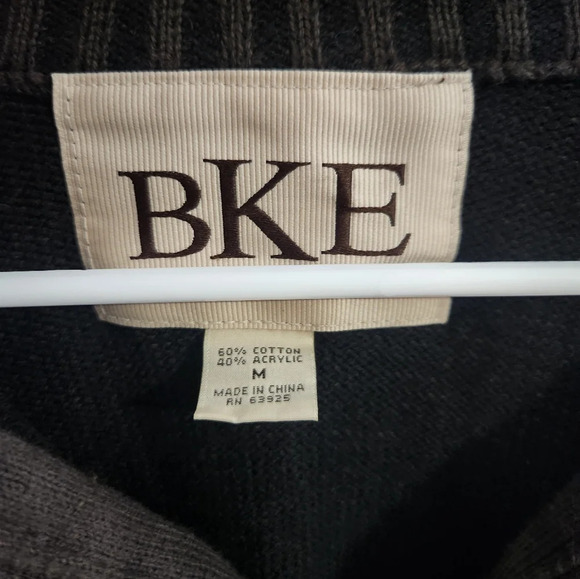 BKE
60% COTTON
40% ACRYLIC
M
MADE IN CHINA
RN 63925